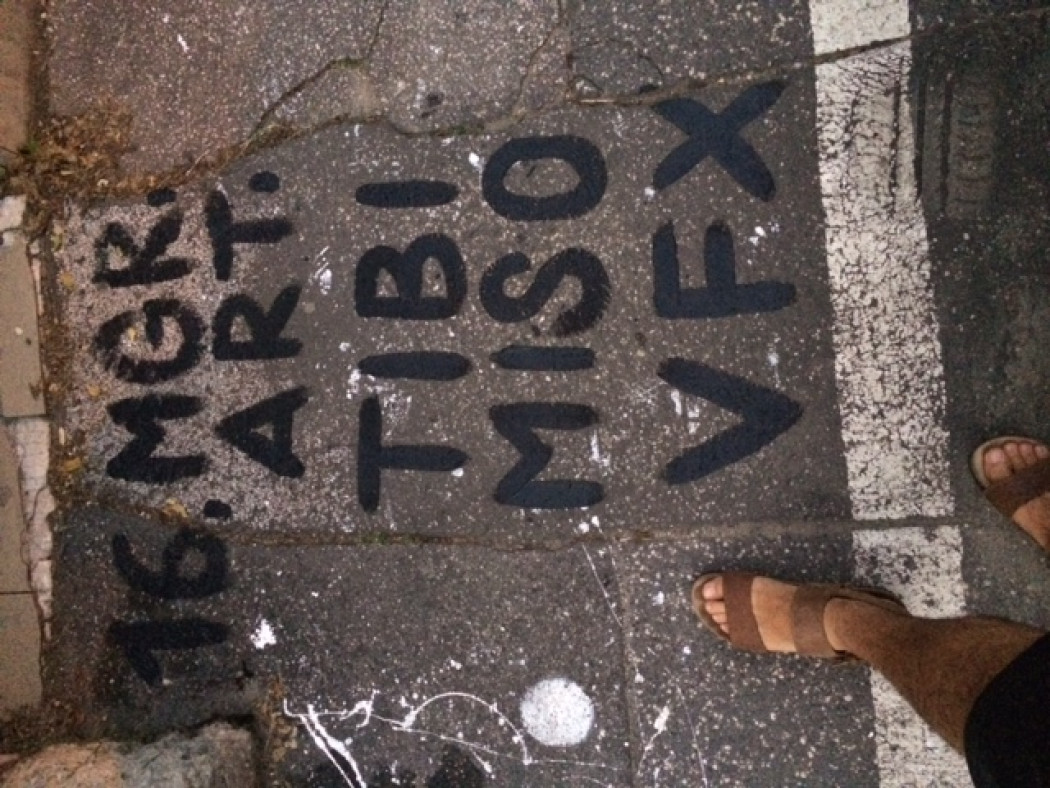 16. MGR.
ART.
TIBI
MISO
VFX